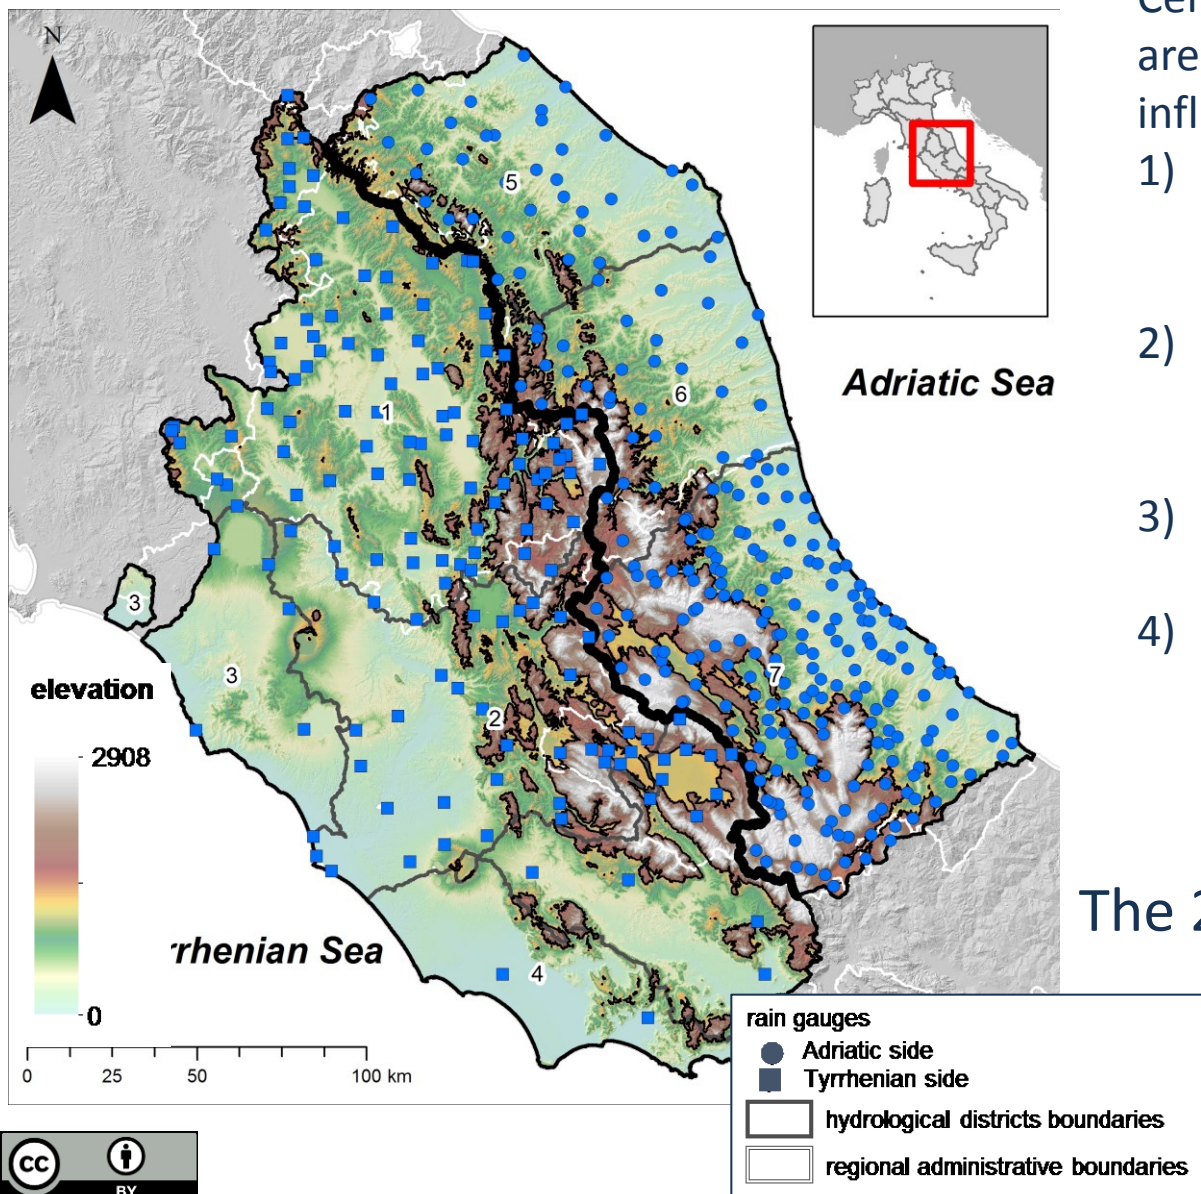 N
Adriatic Sea
5
6
1
3
3
2
7
4
elevation
2908
0
rrhenian Sea
0 25 50 100 km
rain gauges
Adriatic side
Tyrrhenian side
hydrological districts boundaries
regional administrative boundaries
cc
BY
are
infl
1)
2)
3)
4)
The 2